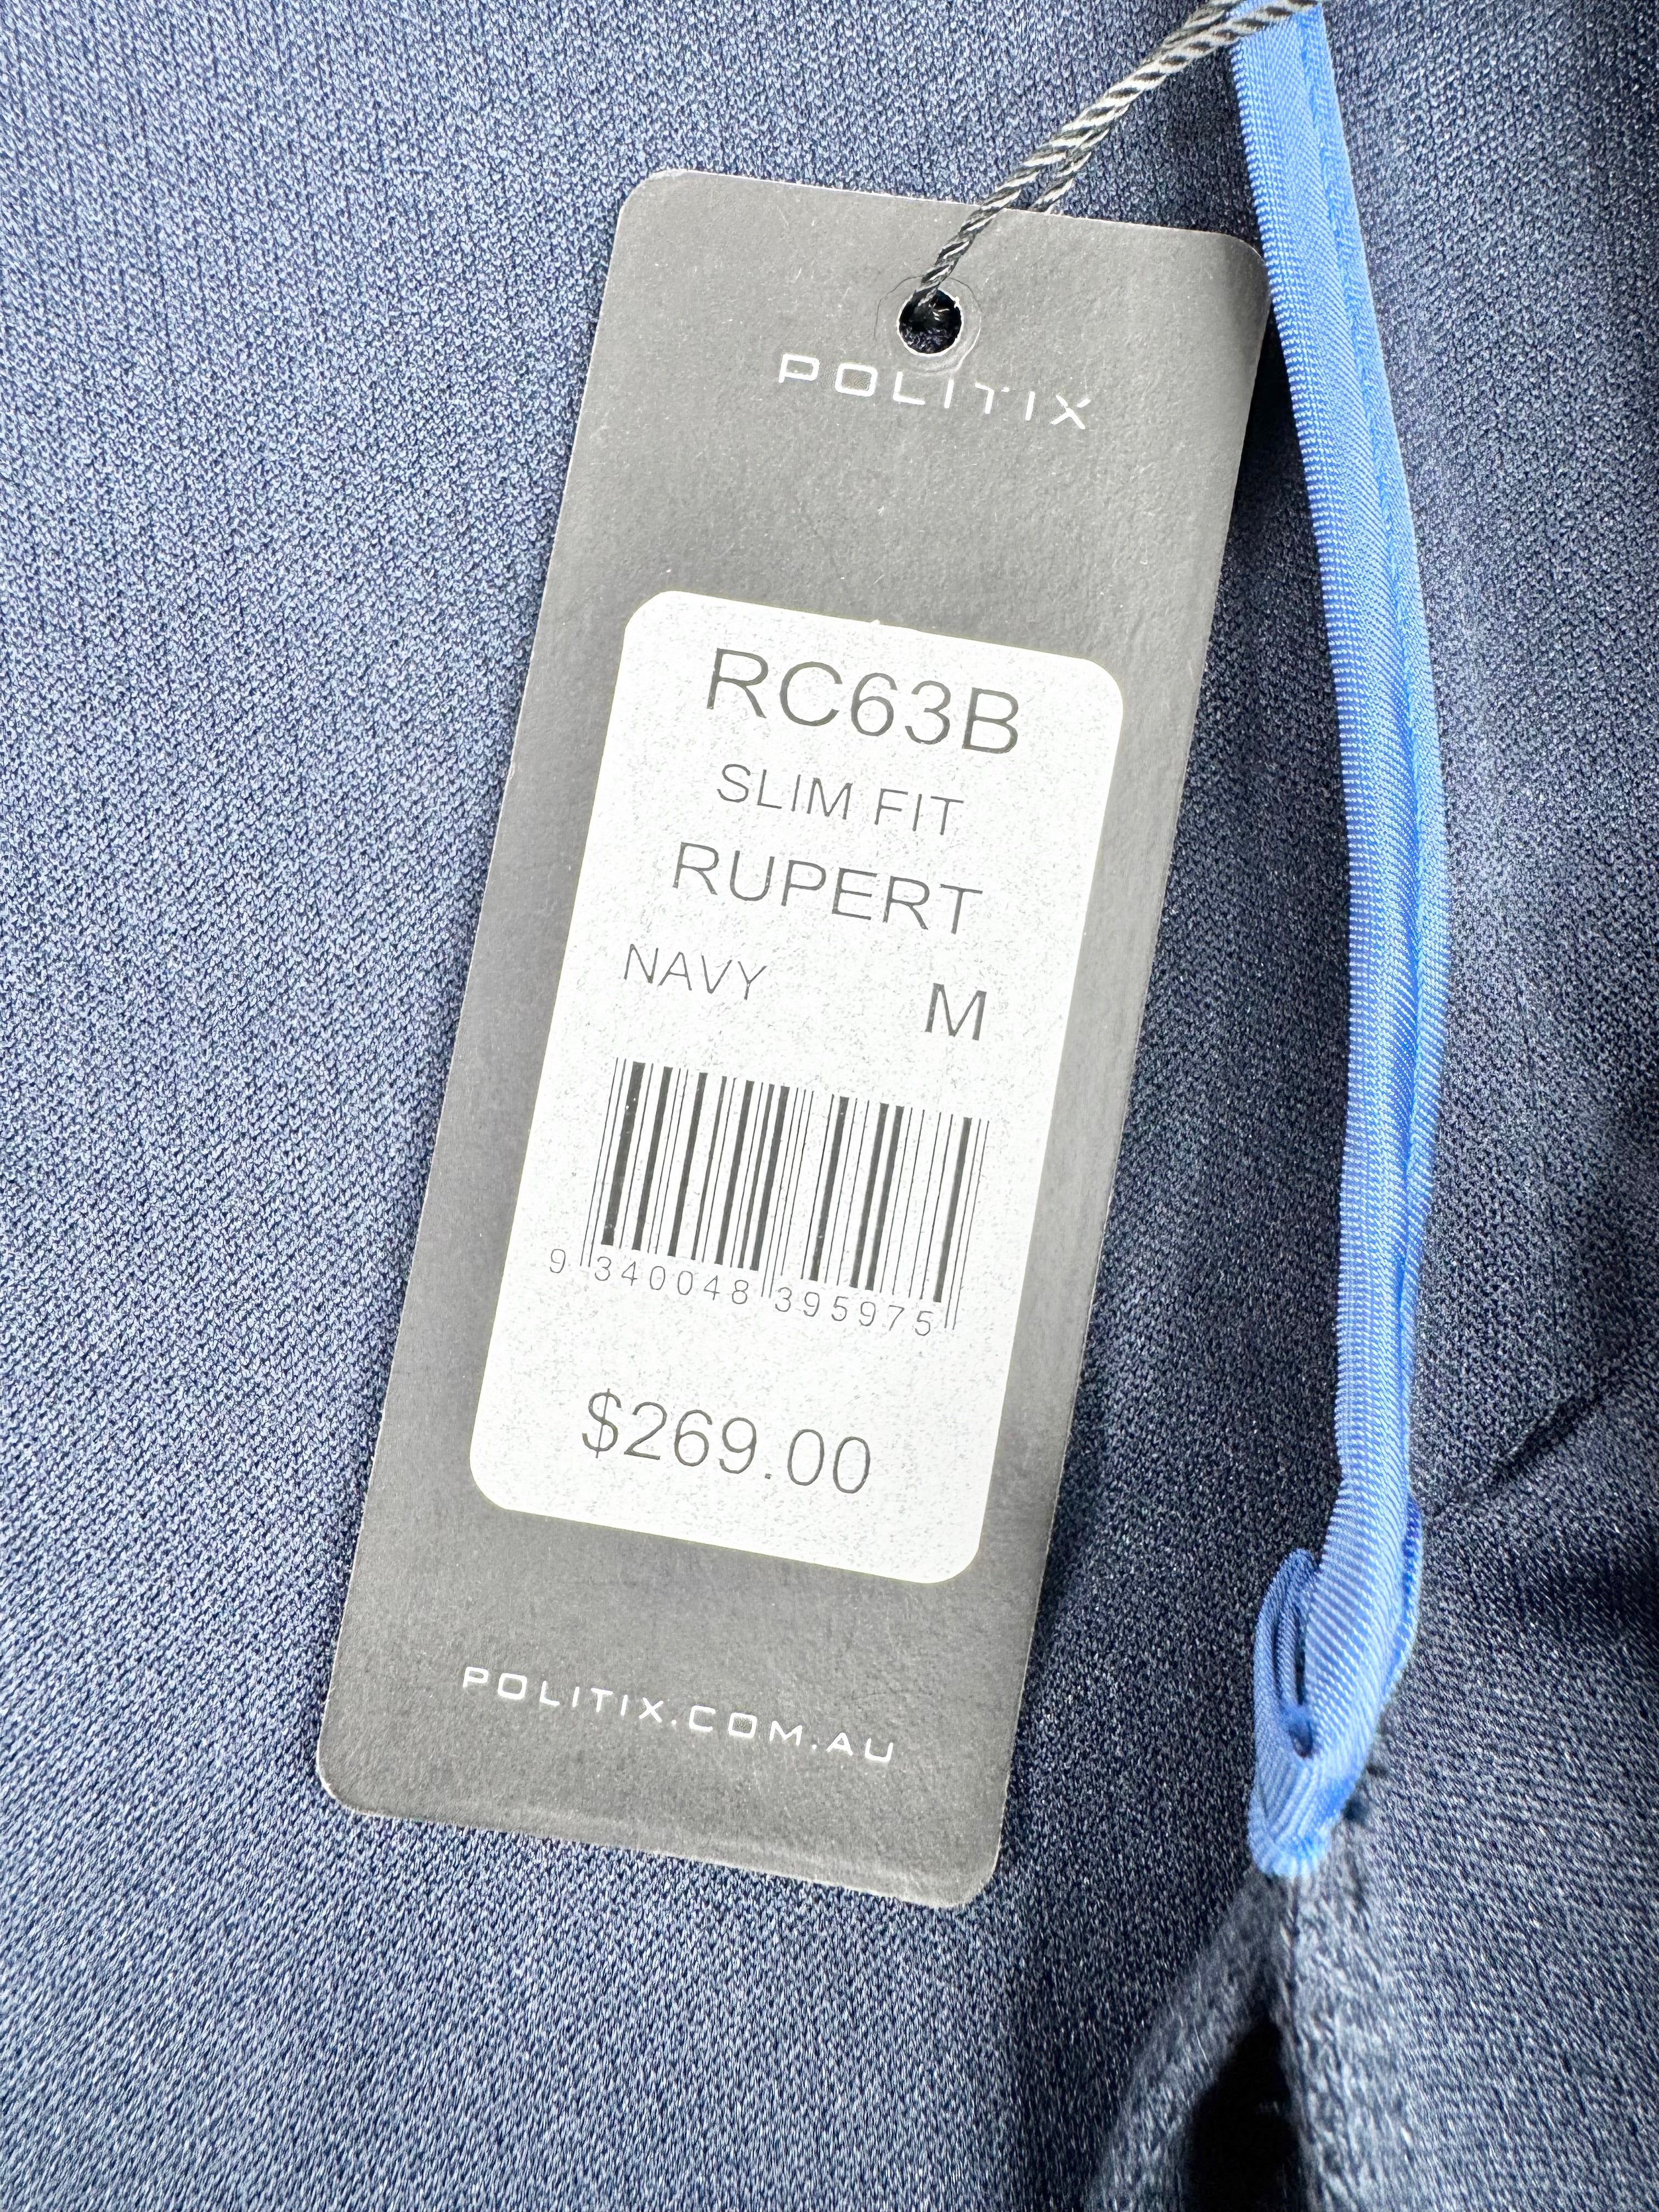 POLITIX
RC63B
SLIM FIT
RUPERT
NAVY M
9 340048 395975
$269.00
POLITIX.COM.AU